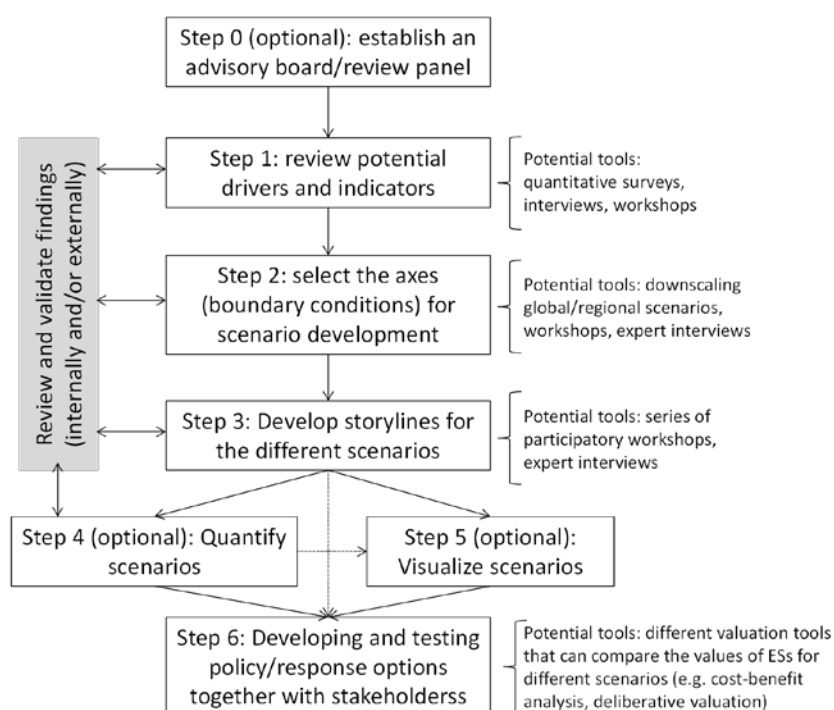 Step 0 (optional): establish an
advisory board/review panel
Review and validate findings
(internally and/or externally)
Step 1: review potential
drivers and indicators
Potential tools:
quantitative surveys,
interviews, workshops
Step 2: select the axes
(boundary conditions) for
scenario development
Potential tools: downscaling
global/regional scenarios,
workshops, expert interviews
Step 3: Develop storylines for
the different scenarios
Potential tools: series of
participatory workshops,
expert interviews
Step 4 (optional): Quantify
scenarios
Step 5 (optional):
Visualize scenarios
Step 6: Developing and testing
policy/response options
together with stakeholderss
Potential tools: different valuation tools
that can compare the values of ESs for
different scenarios (e.g. cost-benefit
analysis, deliberative valuation)